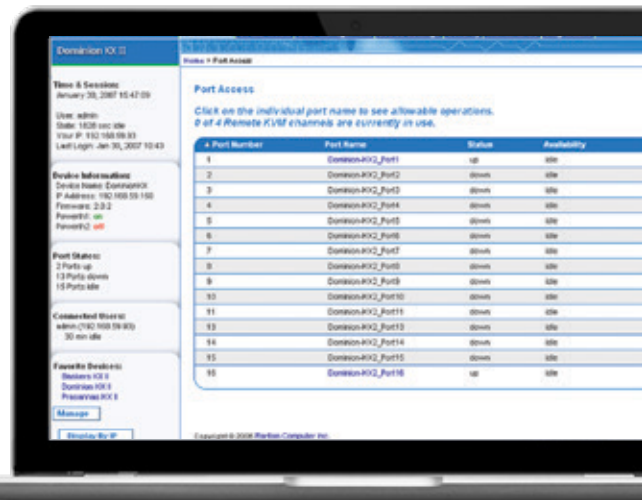 Dominion KX II
Home > Port Access
Time & Session:
January 30, 2007 15:47:09
User: admin
State: 1828 sec idle
Your IP: 192.168.59.93
Last Login: Jan 30, 2007 10:43
Device Information:
Device Name: DominionKX
IP Address: 192.168.59.160
Firmware: 2.0.2
PowerIn1: on
PowerIn2: off
Port States:
2 Ports up
13 Ports down
15 Ports idle
Connected Users:
admin (192.168.59.93)
30 min idle
Favorite Devices:
Dominion KX II
Manage
Display By IP
Port Access
Click on the individual port name to see allowable operations.
0 of 4 Remote KVM channels are currently in use.
Port Number Port Name Status Availability
1 Dominion-KX2_Port1 up idle
2 Dominion-KX2_Port2 down idle
3 Dominion-KX2_Port3 down idle
4 Dominion-KX2_Port4 down idle
5 Dominion-KX2_Port5 down idle
6 Dominion-KX2_Port6 down idle
7 Dominion-KX2_Port7 down idle
8 Dominion-KX2_Port8 down idle
9 Dominion-KX2_Port9 down idle
10 Dominion-KX2_Port10 down idle
11 Dominion-KX2_Port11 down idle
13 Dominion-KX2_Port13 down idle
14 Dominion-KX2_Port14 down idle
15 Dominion-KX2_Port15 down idle
16 Dominion-KX2_Port16 up idle
Copyright © 2006 Raritan Computer Inc.